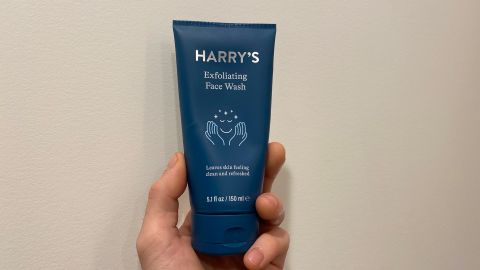 HARRY'S
Exfoliating
Face Wash
Leaves skin feeling
clean and refreshed
5.1 fl oz / 150 ml ℮